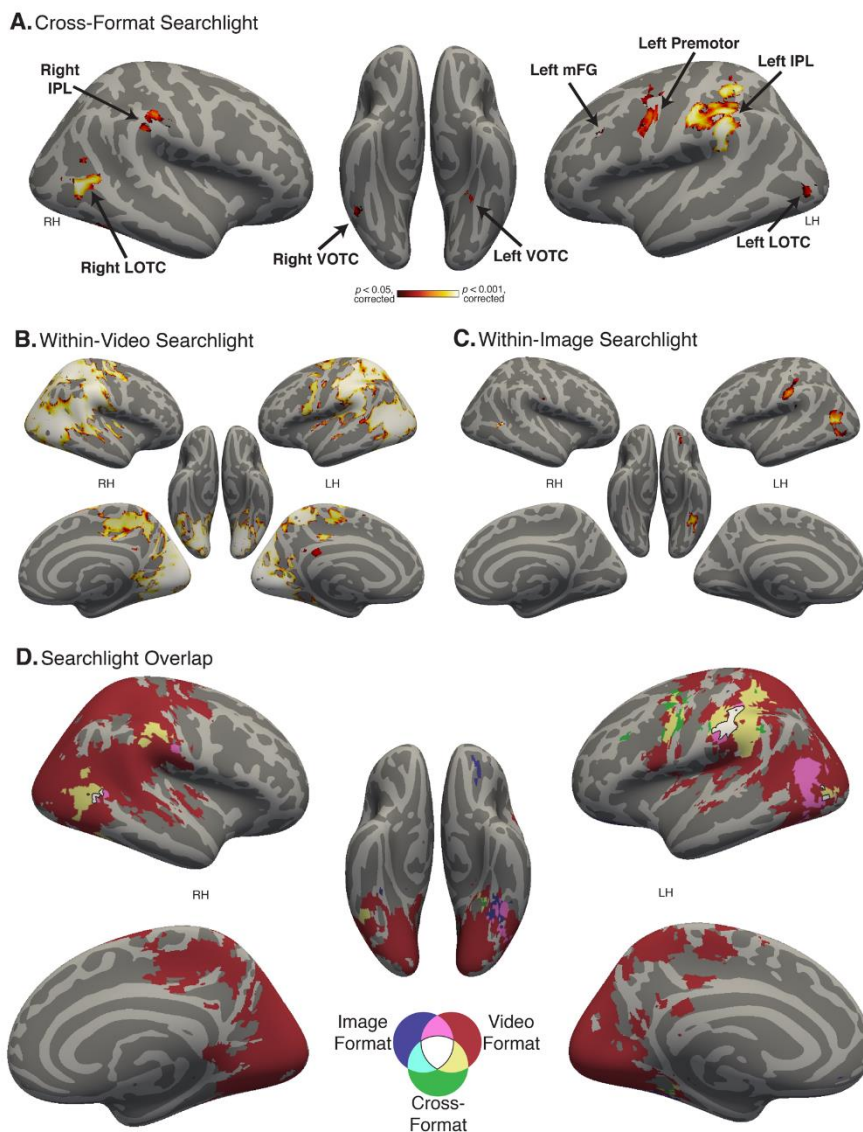 A. Cross-Format Searchlight
Right
IPL
Left mFG
Left Premotor
Left IPL
RH
Right LOTC
Right VOTC
Left VOTC
Left LOTC
LH
p < 0.05,
corrected
p < 0.001,
corrected
B. Within-Video Searchlight
RH
LH
C. Within-Image Searchlight
RH
LH
D. Searchlight Overlap
RH
LH
Image
Format
Video
Format
Cross-
Format